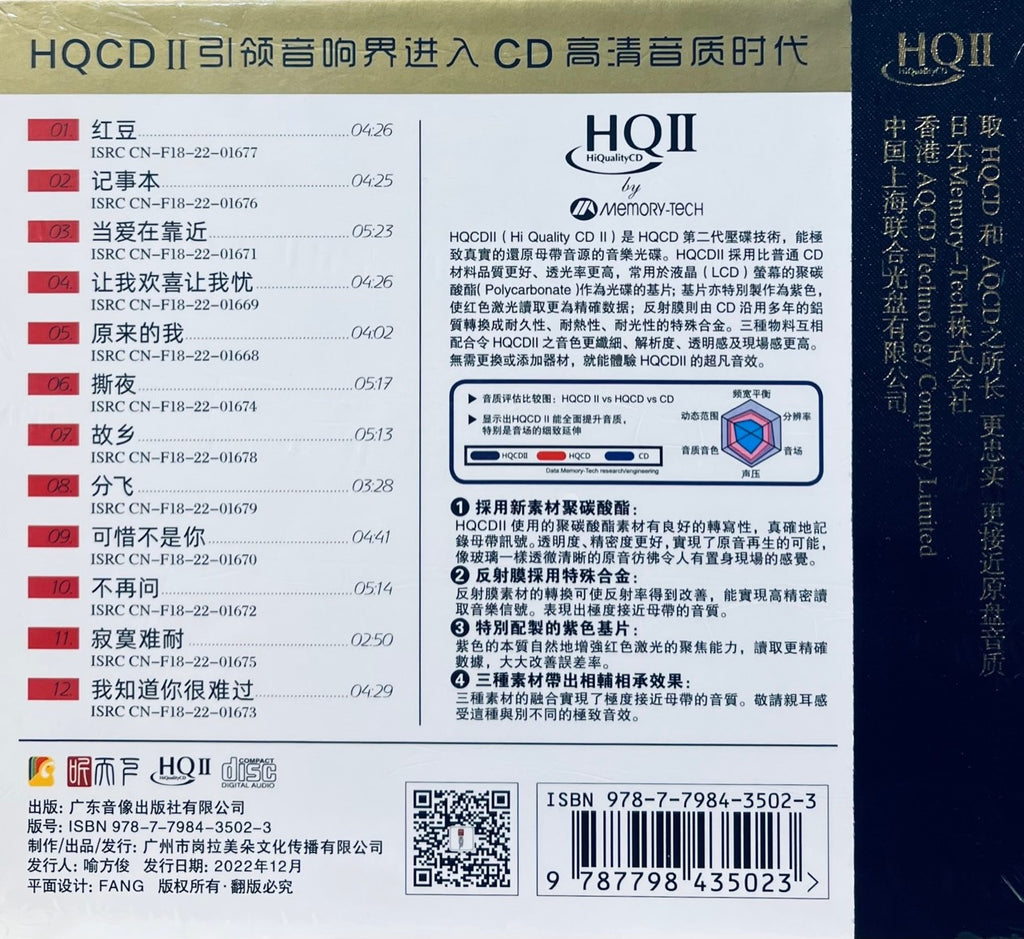 HQCD II 引领音响界进入 CD 高清音质时代
01. 红豆 04:26
ISRC CN-F18-22-01677
02. 记事本 04:25
ISRC CN-F18-22-01676
03. 当爱在靠近 05:23
ISRC CN-F18-22-01671
04. 让我欢喜让我忧 04:26
ISRC CN-F18-22-01669
05. 原来的我 04:02
ISRC CN-F18-22-01668
06. 撕夜 05:17
ISRC CN-F18-22-01674
07. 故乡 05:13
ISRC CN-F18-22-01678
08. 分飞 03:28
ISRC CN-F18-22-01679
09. 可惜不是你 04:41
ISRC CN-F18-22-01670
10. 不再问 05:14
ISRC CN-F18-22-01672
11. 寂寞难耐 02:50
ISRC CN-F18-22-01675
12. 我知道你很难过 04:29
ISRC CN-F18-22-01673
HQII
HiQualityCD
by
MEMORY-TECH
HQCDII ( Hi Quality CD II ) 是 HQCD 第二代壓碟技術，能極
致真實的還原母帶音源的音樂光碟。HQCDII 採用比普通 CD
材料品質更好、透光率更高，常用於液晶 ( LCD ) 螢幕的聚碳
酸酯( Polycarbonate )作為光碟的基片; 基片亦特別製作為紫色，
使红色激光讀取更為精確数据；反射膜則由 CD 沿用多年的鋁
質轉換成耐久性、耐熱性、耐光性的特殊合金。三種物料互相
配合令 HQCDII 之音色更纖细、解析度、透明感及現場感更高。
無需更換或添加器材，就能體驗 HQCDII 的超凡音效。
▶ 音质评估比较图：HQCD II vs HQCD vs CD
▶ 显示出HQCD II 能全面提升音质，
特别是音场的细致延伸
HQCDII HQCD CD
Data Memory-Tech research/engineering
频宽平衡
动态范围 分辨率
音质音色 音场
声压
❶ 採用新素材聚碳酸酯：
HQCDII 使用的聚碳酸酯素材有良好的轉寫性，真確地記
錄母帶訊號。透明度、精密度更好，實現了原音再生的可能，
像玻璃一樣透徹清晰的原音彷彿令人有置身現場的感覺。
❷ 反射膜採用特殊合金：
反射膜素材的轉換可使反射率得到改善，能實現高精密讀
取音樂信號。表現出極度接近母帶的音質。
❸ 特別配製的紫色基片：
紫色的本質自然地增強红色激光的聚焦能力，讀取更精確
數據，大大改善誤差率。
❹ 三種素材帶出相輔相承效果：
三種素材的融合實現了極度接近母帶的音質。敬請親耳感
受這種與別不同的極致音效。
HQII
HiQualityCD
COMPACT
disc
DIGITAL AUDIO
出版: 广东音像出版社有限公司
版号: ISBN 978-7-7984-3502-3
制作/出品/发行: 广州市岗拉美朵文化传播有限公司
发行人: 喻方俊 发行日期: 2022年12月
平面设计: FANG 版权所有·翻版必究
ISBN 978-7-7984-3502-3
9 787798 435023 >
HQII
HiQualityCD
取 HQCD 和 AQCD之所长 更忠实 更接近原盘音质
日本Memory-Tech株式会社
香港 AQCD Technology Company Limited
中国上海联合光盘有限公司